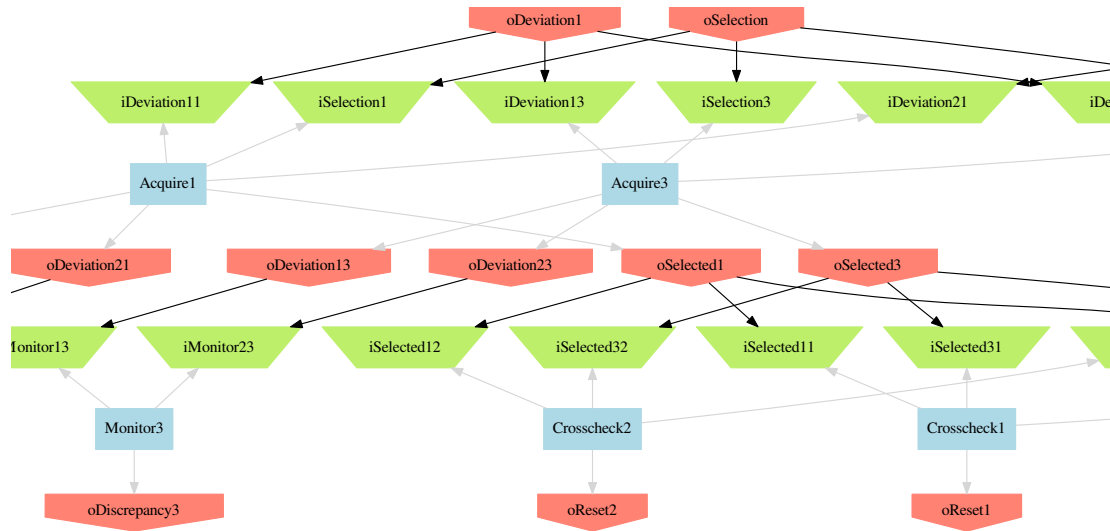 oDeviation1
oSelection
iDeviation11
iSelection1
iDeviation13
iSelection3
iDeviation21
Acquire1
Acquire3
oDeviation21
oDeviation13
oDeviation23
oSelected1
oSelected3
Monitor13
iMonitor23
iSelected12
iSelected32
iSelected11
iSelected31
Monitor3
Crosscheck2
Crosscheck1
oDiscrepancy3
oReset2
oReset1